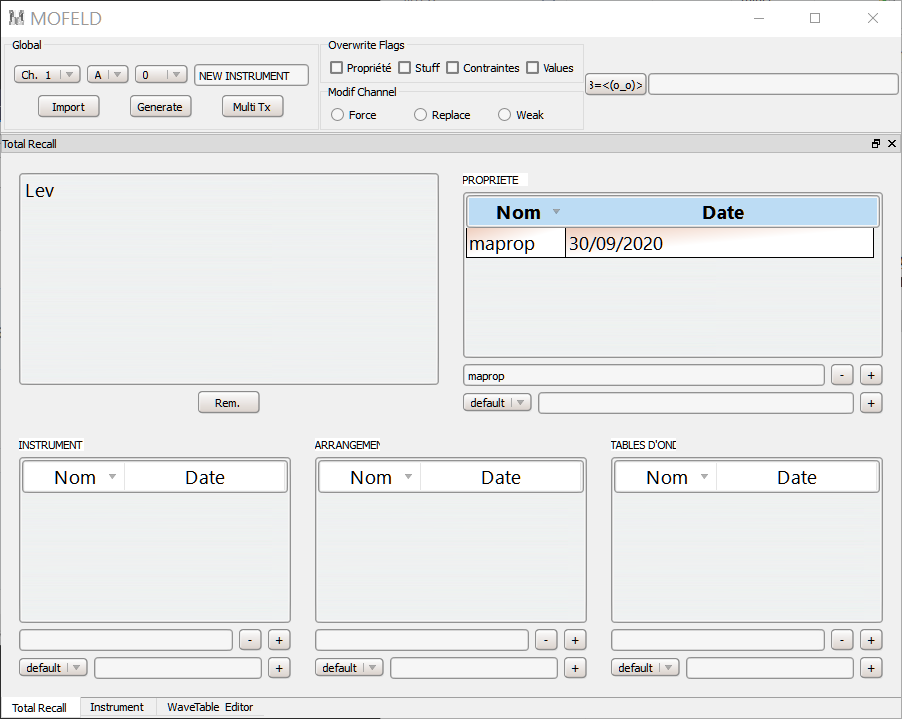 MOFELD
Global
Overwrite Flags
Ch. 1 A 0 NEW INSTRUMENT
Propriété Stuff Contraintes Values
Import Generate Multi Tx
Modif Channel
Force Replace Weak
3=<(o_o)>
Total Recall
Lev
PROPRIETE
Nom Date
maprop 30/09/2020
maprop - +
default +
Rem.
INSTRUMENT
Nom Date
- +
default +
ARRANGEMEN
Nom Date
- +
default +
TABLES D'OND
Nom Date
- +
default +
Total Recall Instrument WaveTable Editor